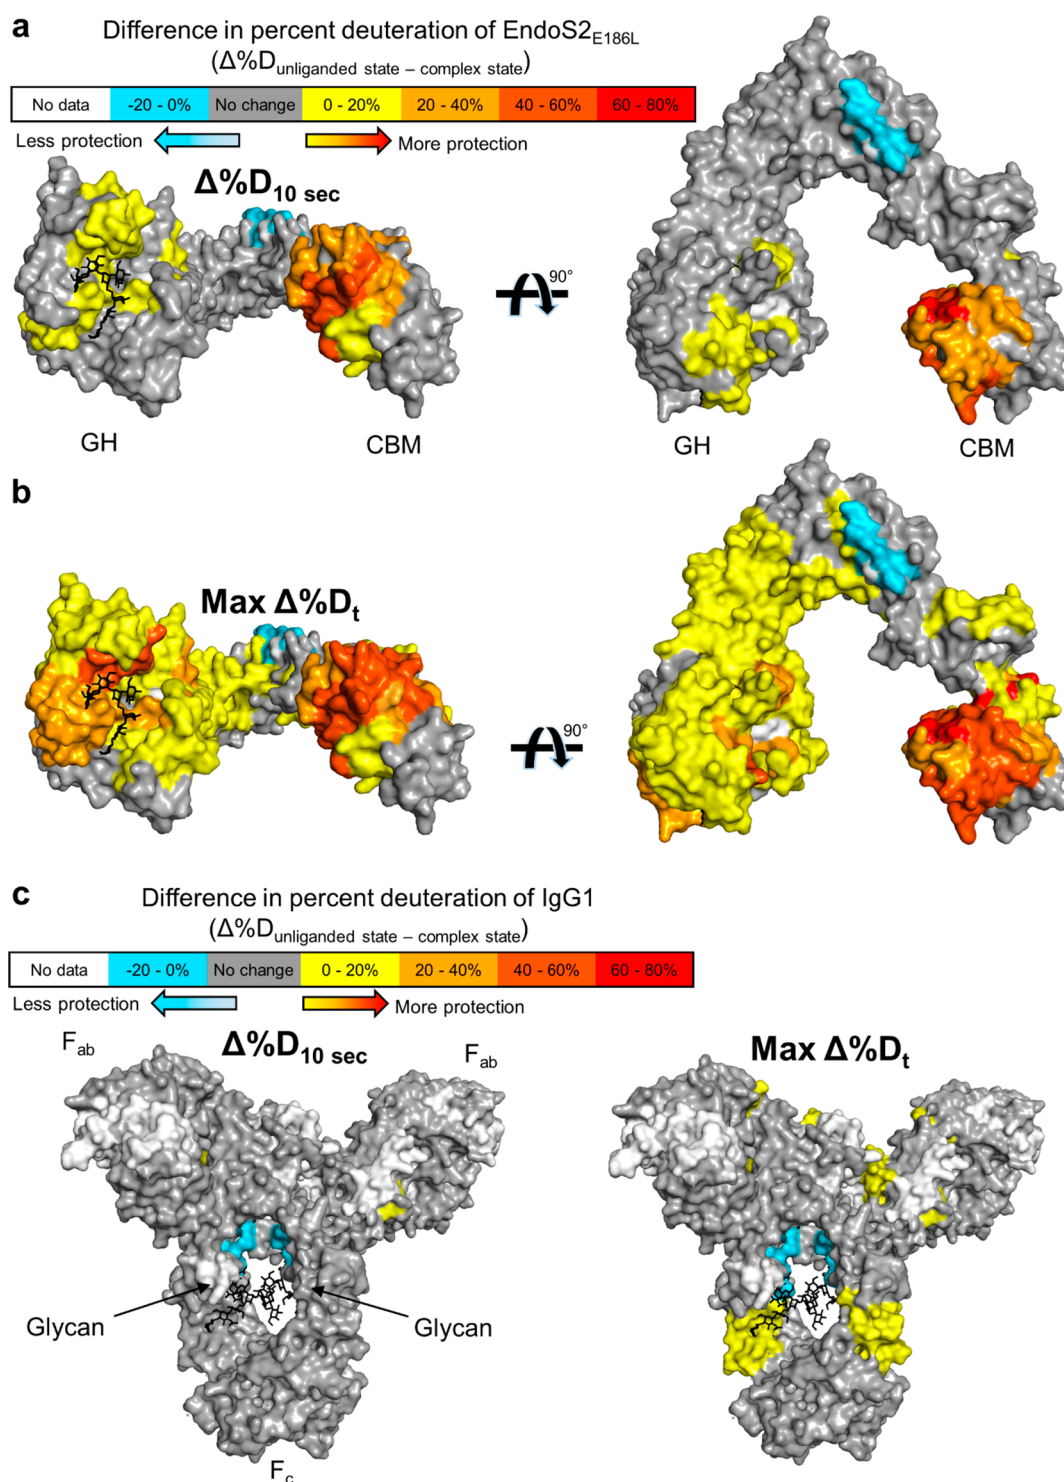 a
Difference in percent deuteration of EndoS2E186L
(Δ%Dunliganded state – complex state)
No data -20 - 0% No change 0 - 20% 20 - 40% 40 - 60% 60 - 80%
Less protection More protection
Δ%D10 sec
90°
GH CBM GH CBM
b
Max Δ%Dt
90°
c
Difference in percent deuteration of IgG1
(Δ%Dunliganded state – complex state)
No data -20 - 0% No change 0 - 20% 20 - 40% 40 - 60% 60 - 80%
Less protection More protection
Fab Δ%D10 sec Fab Max Δ%Dt
Glycan Glycan
Fc